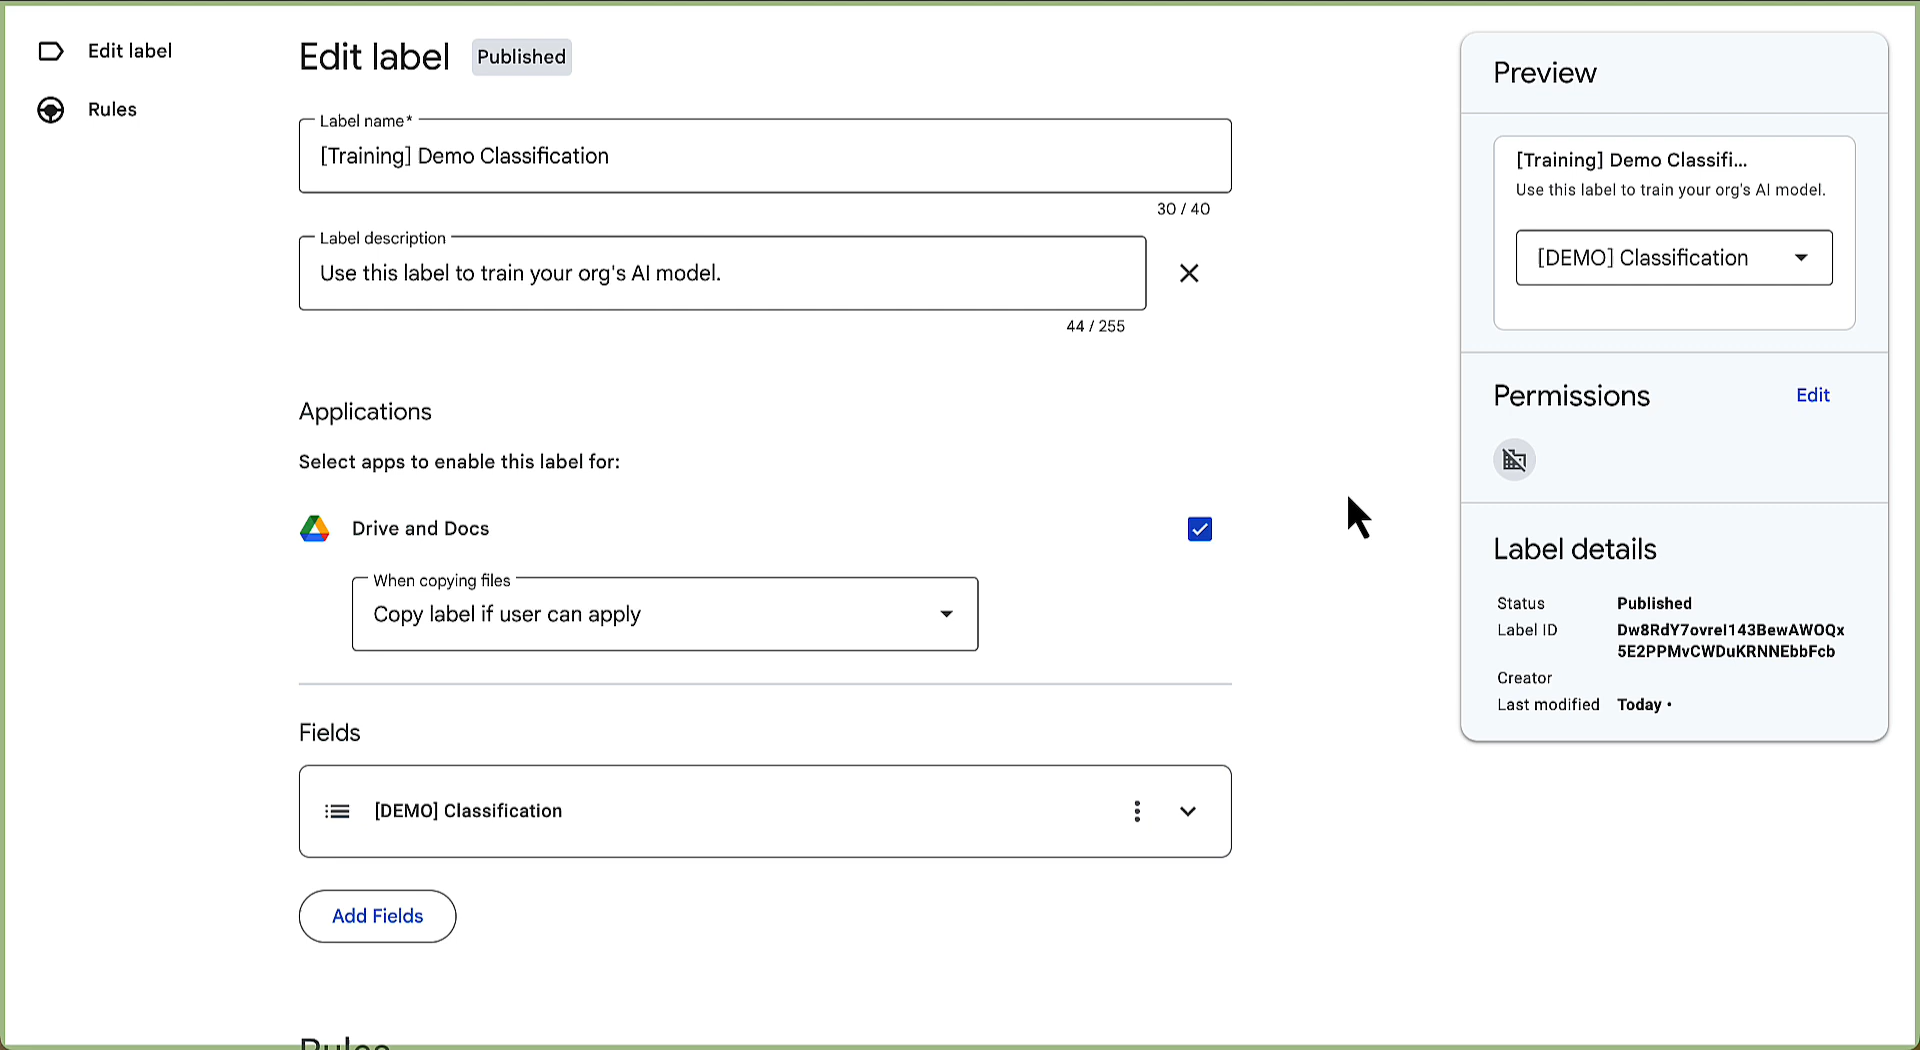 Edit label
Rules
Edit label
Published
Label name*
[Training] Demo Classification
30 / 40
Label description
Use this label to train your org's AI model.
44 / 255
Applications
Select apps to enable this label for:
Drive and Docs
When copying files
Copy label if user can apply
Fields
[DEMO] Classification
Add Fields
Rules
Preview
[Training] Demo Classifi...
Use this label to train your org's AI model.
[DEMO] Classification
Permissions
Edit
Label details
Status Published
Label ID Dw8RdY7ovreI143BewAWOQx
5E2PPMvCWDuKRNNEbbFcb
Creator
Last modified Today •